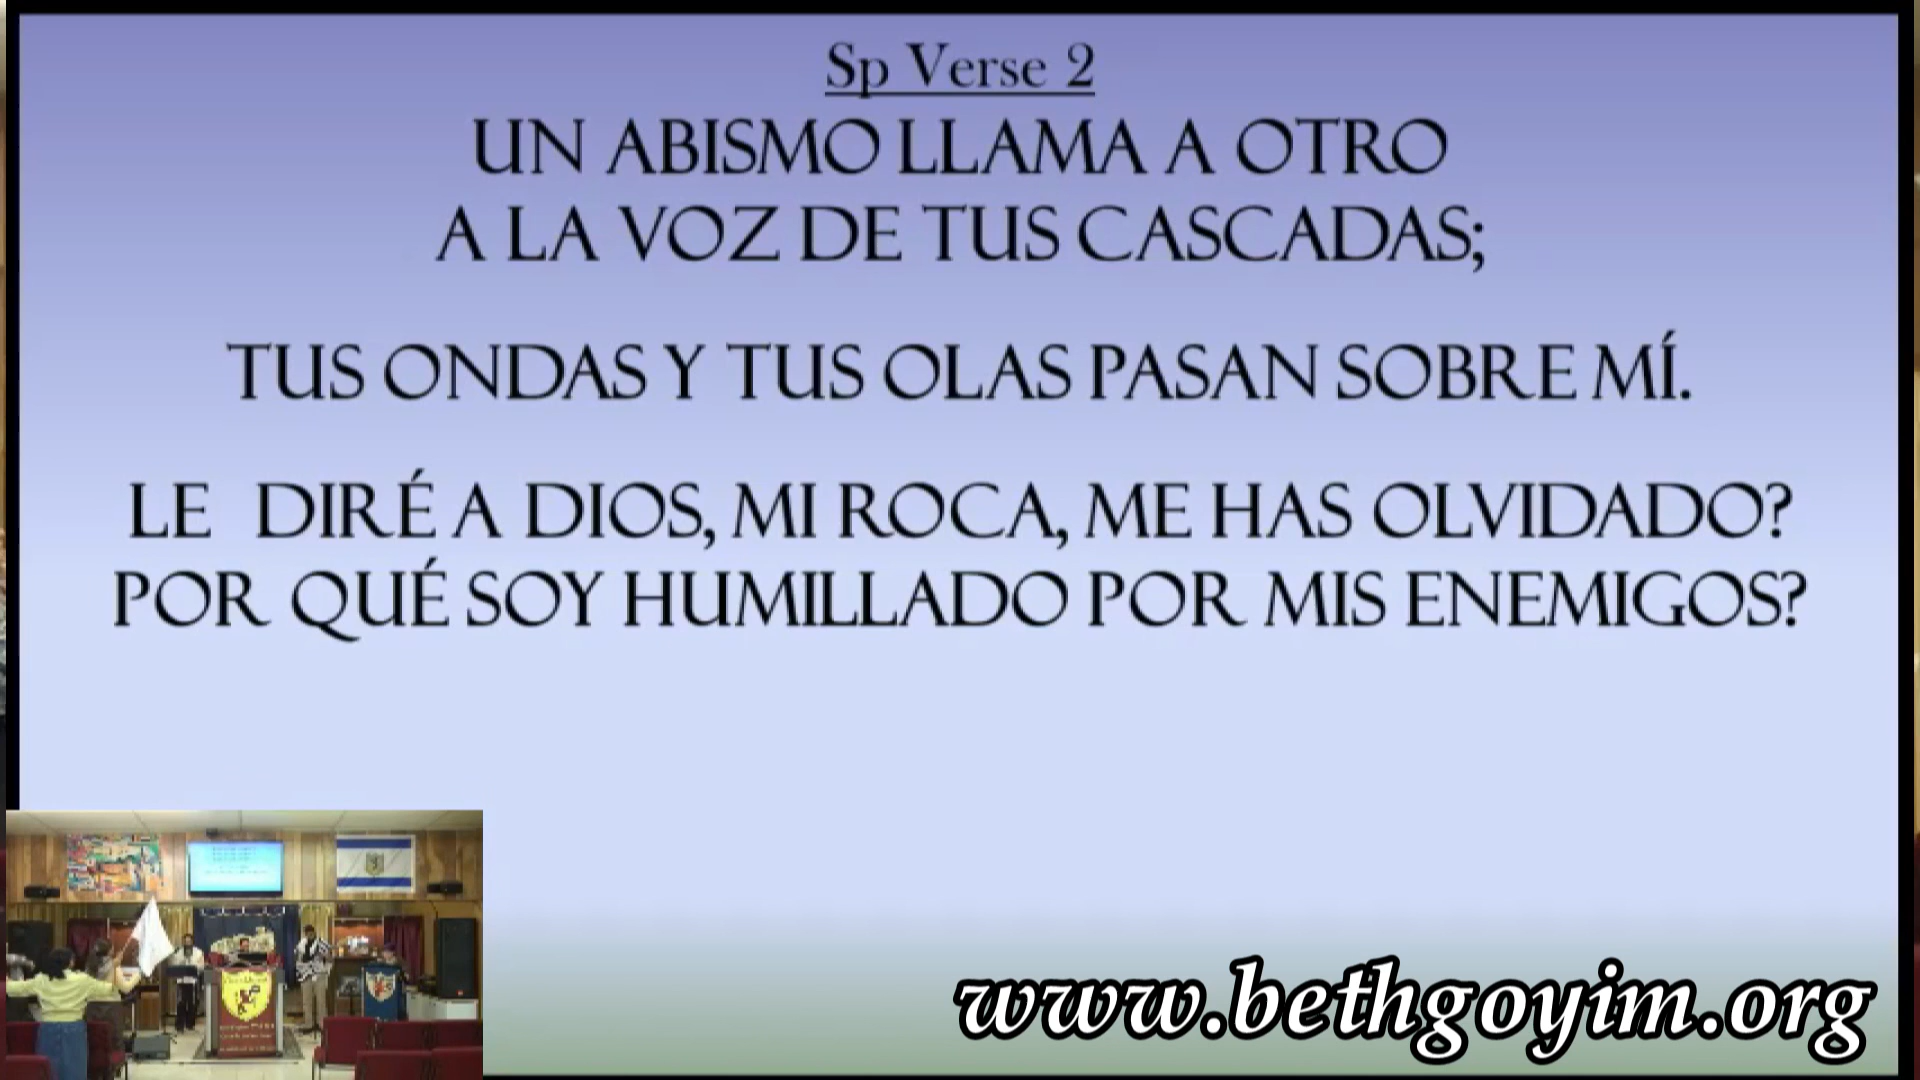 Sp Verse 2
UN ABISMO LLAMA A OTRO
A LA VOZ DE TUS CASCADAS;
TUS ONDAS Y TUS OLAS PASAN SOBRE MÍ.
LE DIRÉ A DIOS, MI ROCA, ME HAS OLVIDADO?
POR QUÉ SOY HUMILLADO POR MIS ENEMIGOS?
www.bethgoyim.org